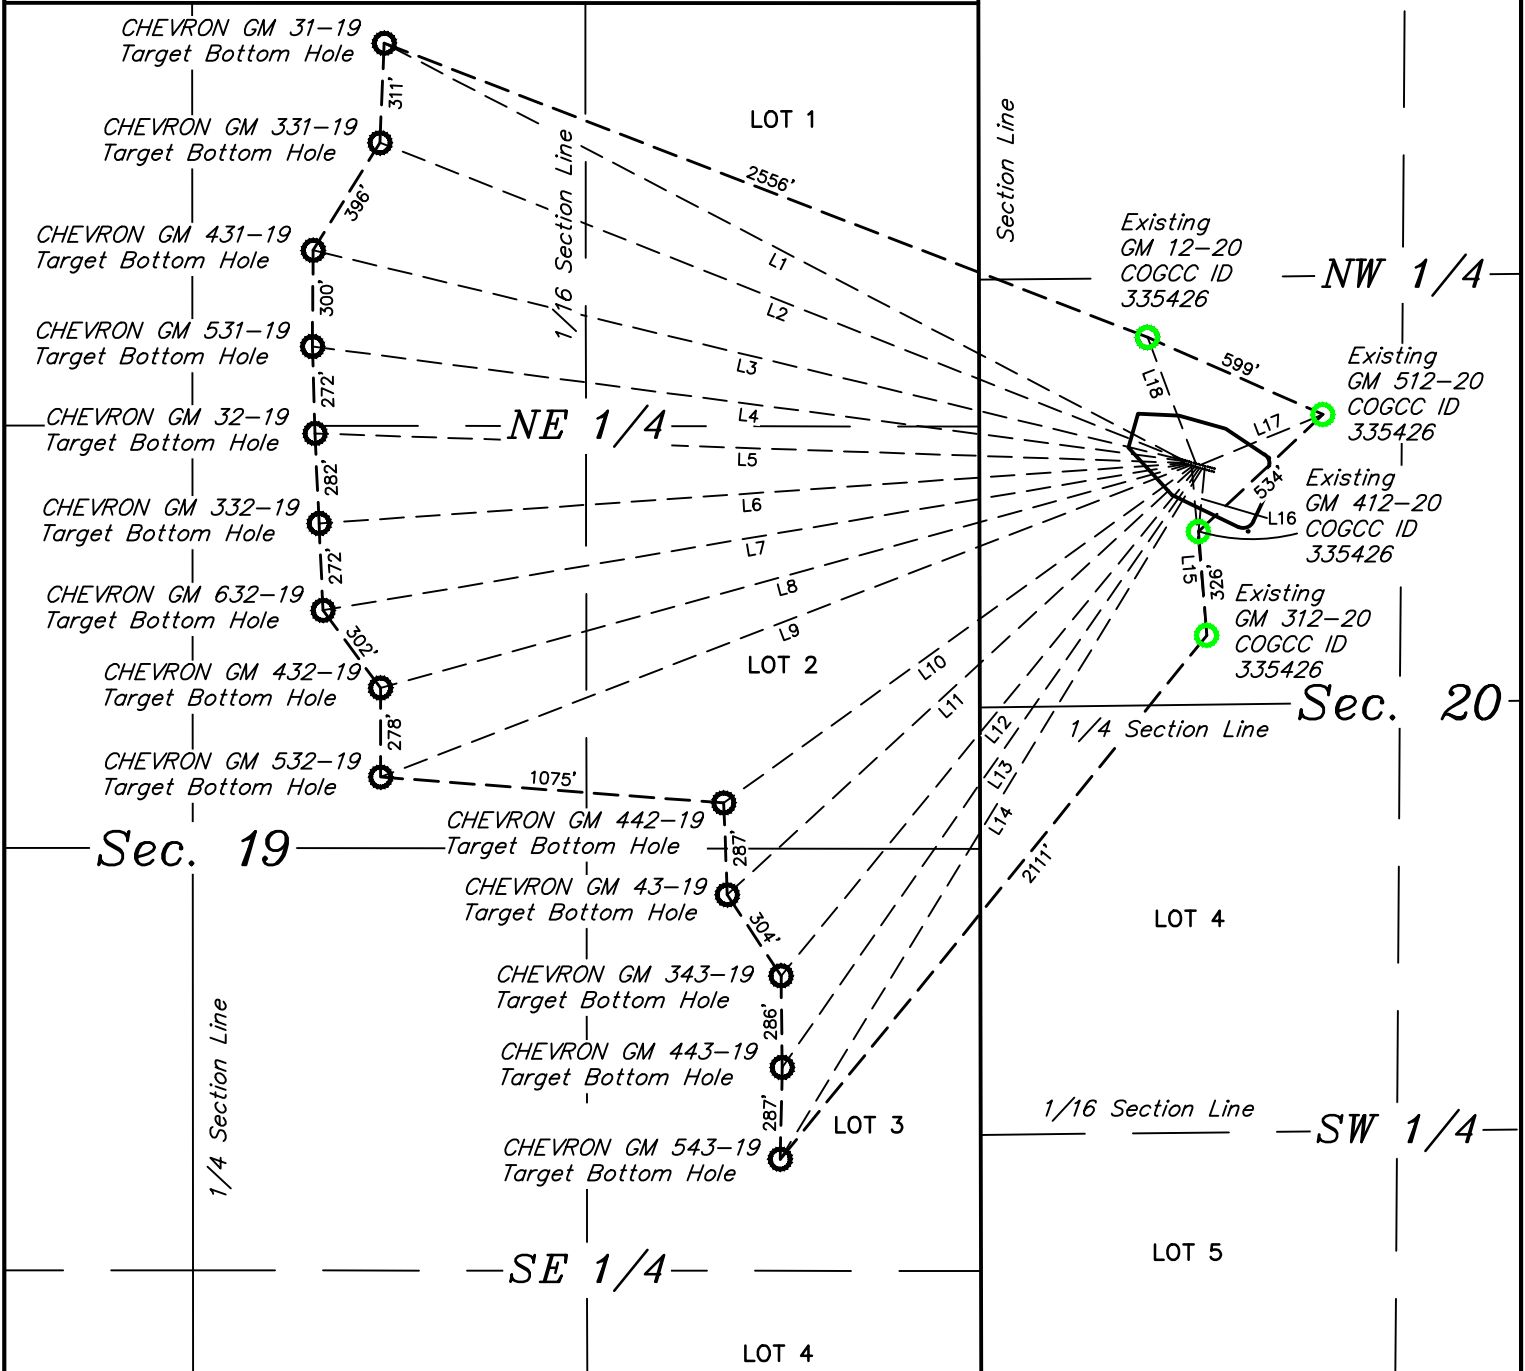 CHEVRON GM 31-19
Target Bottom Hole
311'
CHEVRON GM 331-19
Target Bottom Hole
396'
CHEVRON GM 431-19
Target Bottom Hole
300'
CHEVRON GM 531-19
Target Bottom Hole
272'
CHEVRON GM 32-19
Target Bottom Hole
282'
CHEVRON GM 332-19
Target Bottom Hole
272'
CHEVRON GM 632-19
Target Bottom Hole
302'
CHEVRON GM 432-19
Target Bottom Hole
278'
CHEVRON GM 532-19
Target Bottom Hole
1075'
CHEVRON GM 442-19
Target Bottom Hole
287'
CHEVRON GM 43-19
Target Bottom Hole
304'
CHEVRON GM 343-19
Target Bottom Hole
286'
CHEVRON GM 443-19
Target Bottom Hole
287'
CHEVRON GM 543-19
Target Bottom Hole
LOT 1
1/16 Section Line
Section Line
2556'
L1
L2
L3
L4
L5
L6
L7
L8
L9
L10
L11
L12
L13
L14
NE 1/4
LOT 2
Sec. 19
1/4 Section Line
LOT 3
SE 1/4
LOT 4
Existing
GM 12-20
COGCC ID
335426
NW 1/4
599'
L18
L17
Existing
GM 512-20
COGCC ID
335426
534'
L16
Existing
GM 412-20
COGCC ID
335426
L15
326'
Existing
GM 312-20
COGCC ID
335426
Sec. 20
1/4 Section Line
2111'
LOT 4
1/16 Section Line
SW 1/4
LOT 5